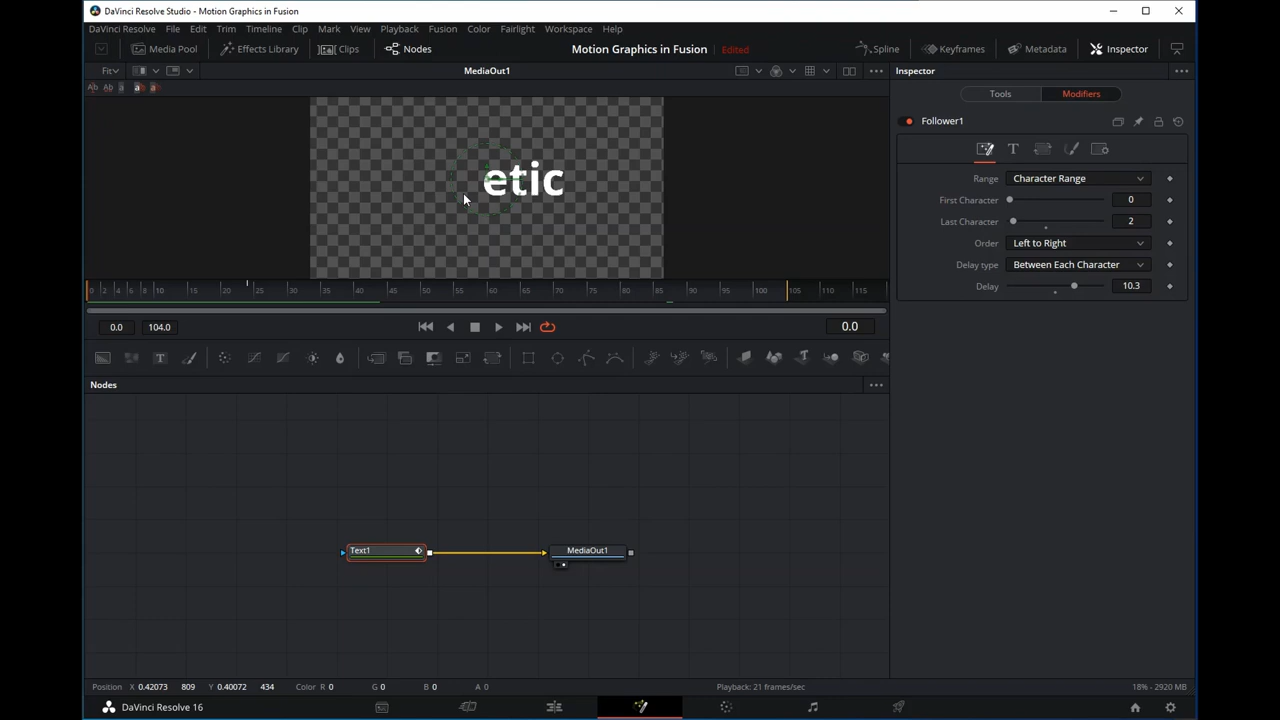 DaVinci Resolve Studio - Motion Graphics in Fusion
DaVinci Resolve File Edit Trim Timeline Clip Mark View Playback Fusion Color Fairlight Workspace Help
Media Pool Effects Library Clips Nodes Motion Graphics in Fusion Edited Spline Keyframes Metadata Inspector
Fit MediaOut1 Inspector
Tools Modifiers
Follower1
etic
Range Character Range
First Character 0
Last Character 2
Order Left to Right
Delay type Between Each Character
Delay 10.3
0 2 4 6 8 10 15 20 25 30 35 40 45 50 55 60 65 70 75 80 85 90 95 100 105 110 115
0.0 104.0 0.0
Nodes
Text1 MediaOut1
Position X 0.42073 809 Y 0.40072 434 Color R 0 G 0 B 0 A 0 Playback: 21 frames/sec 18% - 2920 MB
DaVinci Resolve 16